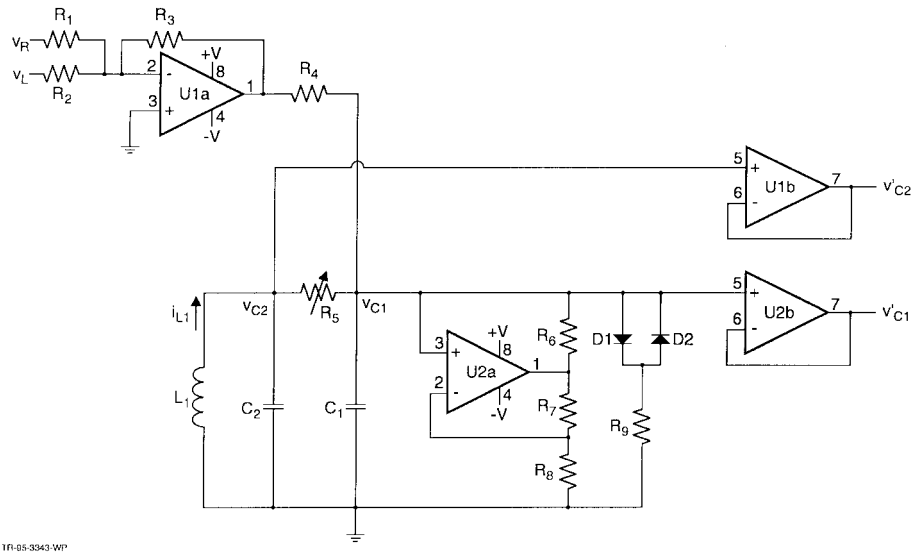 R1
R3
vR
+V
vL
2
-
8
R4
R2
U1a
1
3
+
4
-V
5
+
U1b
7
v'C2
6
-
iL1
vC2
R5
vC1
5
+
U2b
7
v'C1
6
-
+V
R6
D1
D2
3
+
8
1
U2a
2
-
4
-V
R7
L1
C2
C1
R9
R8
TR-95-3343-WP